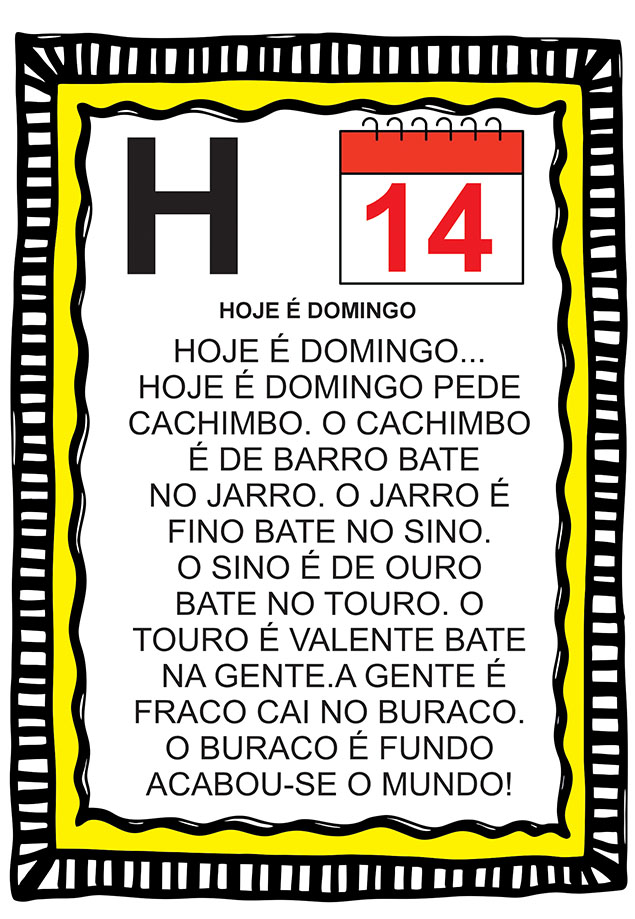 H
14
HOJE É DOMINGO
HOJE É DOMINGO...
HOJE É DOMINGO PEDE
CACHIMBO. O CACHIMBO
É DE BARRO BATE
NO JARRO. O JARRO É
FINO BATE NO SINO.
O SINO É DE OURO
BATE NO TOURO. O
TOURO É VALENTE BATE
NA GENTE.A GENTE É
FRACO CAI NO BURACO.
O BURACO É FUNDO
ACABOU-SE O MUNDO!